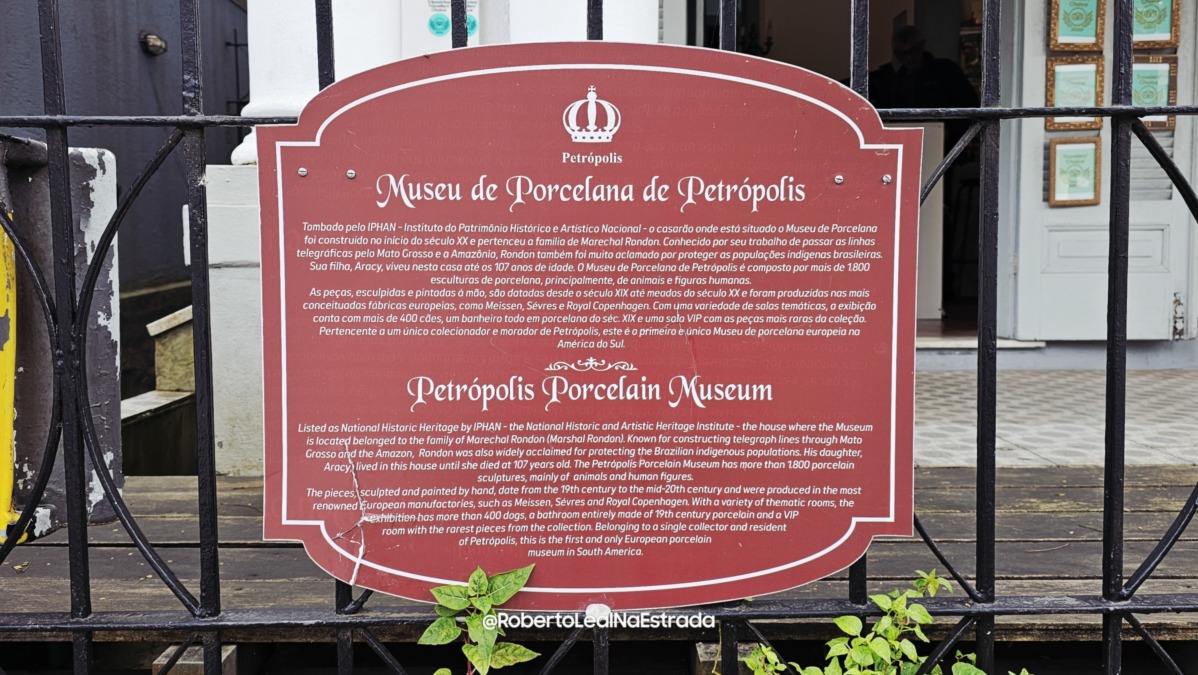 Petrópolis
Museu de Porcelana de Petrópolis
Tombado pelo IPHAN - Instituto do Patrimônio Histórico e Artístico Nacional - o casarão onde está situado o Museu de Porcelana
foi construído no início do século XX e pertenceu a família de Marechal Rondon. Conhecido por seu trabalho de passar as linhas
telegráficas pelo Mato Grosso e a Amazônia, Rondon também foi muito aclamado por proteger as populações indígenas brasileiras.
Sua filha, Aracy, viveu nesta casa até os 107 anos de idade. O Museu de Porcelana de Petrópolis é composto por mais de 1.800
esculturas de porcelana, principalmente, de animais e figuras humanas.
As peças, esculpidas e pintadas à mão, são datadas desde o século XIX até meados do século XX e foram produzidas nas mais
conceituadas fábricas europeias, como Meissen, Sévres e Royal Copenhagen. Com uma variedade de salas temáticas, a exibição
conta com mais de 400 cães, um banheiro todo em porcelana do séc. XIX e uma sala VIP com as peças mais raras da coleção.
Pertencente a um único colecionador e morador de Petrópolis, este é o primeiro e único Museu de porcelana europeia na
América do Sul.
Petrópolis Porcelain Museum
Listed as National Historic Heritage by IPHAN - the National Historic and Artistic Heritage Institute - the house where the Museum
is located belonged to the family of Marechal Rondon (Marshal Rondon). Known for constructing telegraph lines through Mato
Grosso and the Amazon, Rondon was also widely acclaimed for protecting the Brazilian indigenous populations. His daughter,
Aracy, lived in this house until she died at 107 years old. The Petrópolis Porcelain Museum has more than 1.800 porcelain
sculptures, mainly of animals and human figures.
The pieces, sculpted and painted by hand, date from the 19th century to the mid-20th century and were produced in the most
renowned European manufactories, such as Meissen, Sévres and Royal Copenhagen. With a variety of thematic rooms, the
exhibition has more than 400 dogs, a bathroom entirely made of 19th century porcelain and a VIP
room with the rarest pieces from the collection. Belonging to a single collector and resident
of Petrópolis, this is the first and only European porcelain
museum in South America.
@RobertoLealNaEstrada